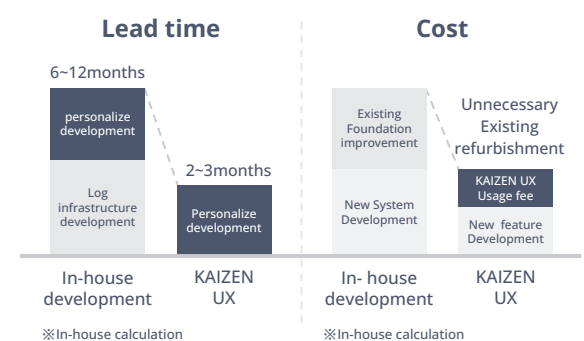 Lead time
6~12months
personalize
development
Log
infrastructure
development
2~3months
Personalize
development
In-house
development
KAIZEN
UX
※In-house calculation
Cost
Existing
Foundation
improvement
New System
Development
Unnecessary
Existing
refurbishment
KAIZEN UX
Usage fee
New feature
Development
In- house
development
KAIZEN
UX
※In-house calculation